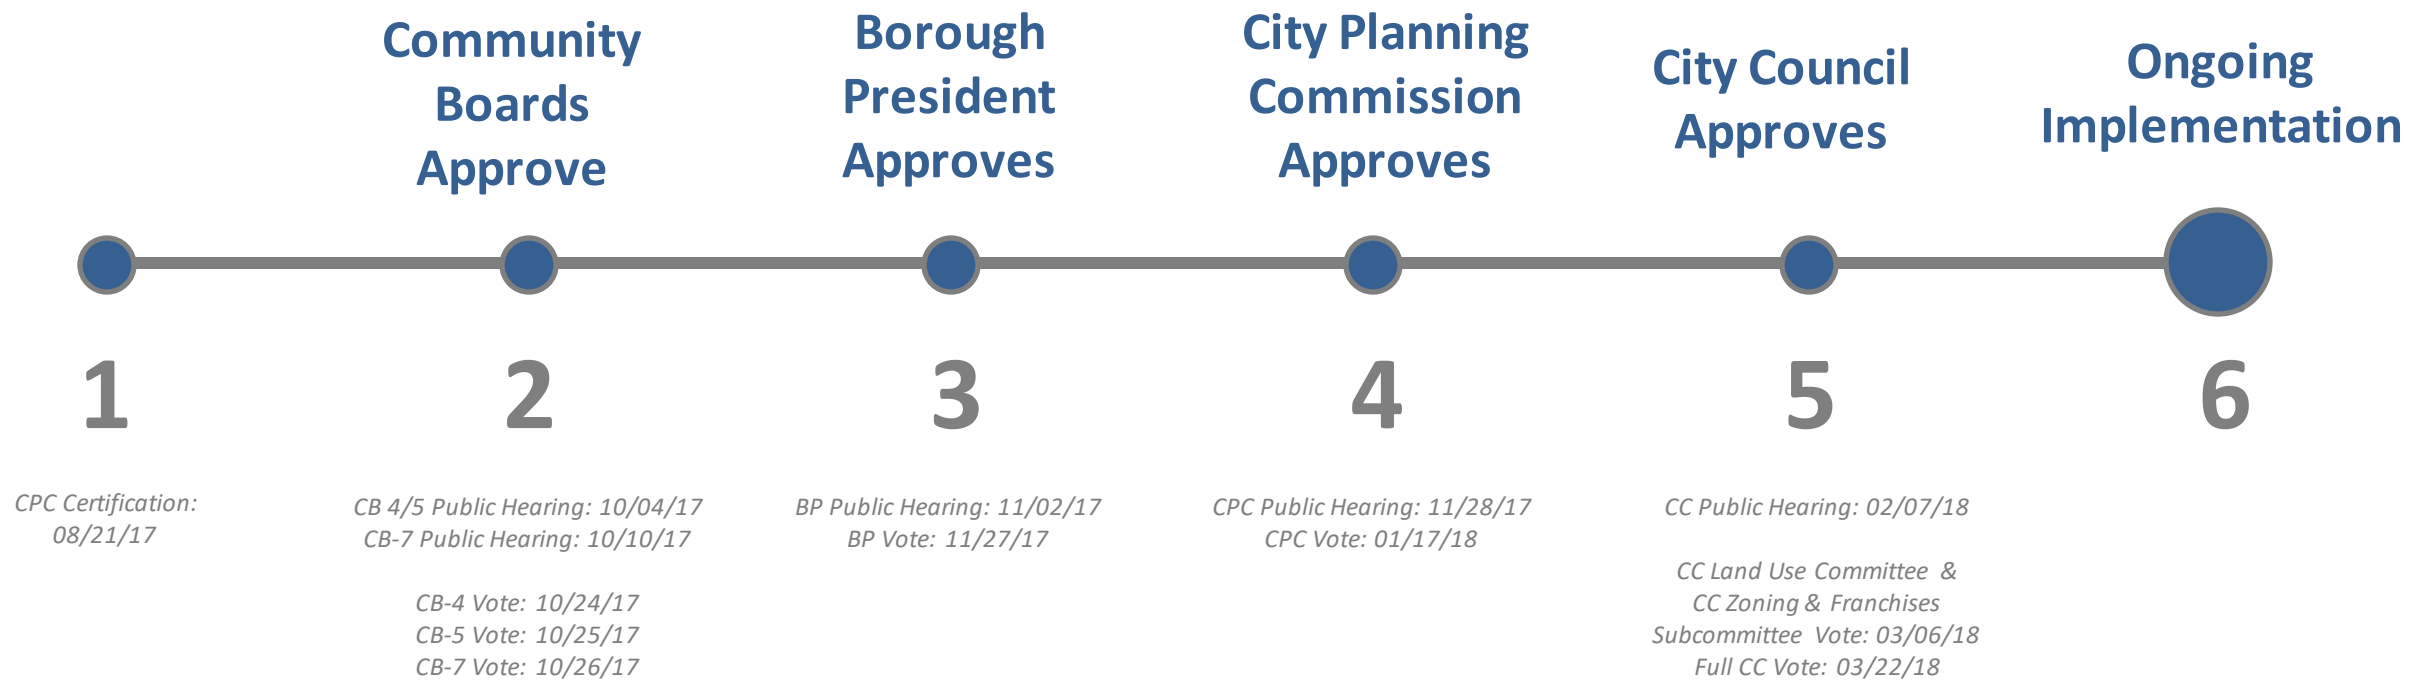 Community
Boards
Approve
Borough
President
Approves
City Planning
Commission
Approves
City Council
Approves
Ongoing
Implementation
1
2
3
4
5
6
CPC Certification:
08/21/17
CB 4/5 Public Hearing: 10/04/17
CB-7 Public Hearing: 10/10/17
CB-4 Vote: 10/24/17
CB-5 Vote: 10/25/17
CB-7 Vote: 10/26/17
BP Public Hearing: 11/02/17
BP Vote: 11/27/17
CPC Public Hearing: 11/28/17
CPC Vote: 01/17/18
CC Public Hearing: 02/07/18
CC Land Use Committee &
CC Zoning & Franchises
Subcommittee Vote: 03/06/18
Full CC Vote: 03/22/18